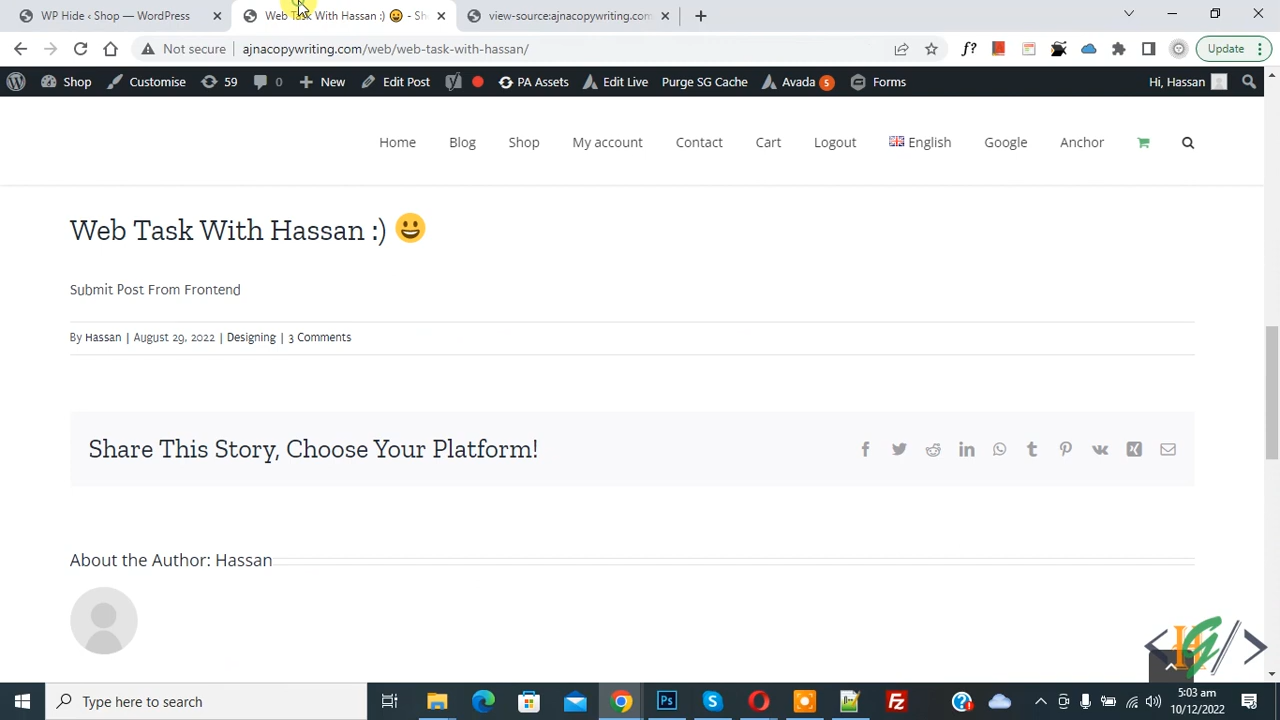 WP Hide ‹ Shop — WordPress
Web Task With Hassan :) 😀 - Sh
view-source:ajnacopywriting.com
Not secure
ajnacopywriting.com/web/web-task-with-hassan/
Update
Shop
Customise
59
0
New
Edit Post
PA Assets
Edit Live
Purge SG Cache
Avada 5
Forms
Hi, Hassan
Home
Blog
Shop
My account
Contact
Cart
Logout
English
Google
Anchor
Web Task With Hassan :) 😀
Submit Post From Frontend
By Hassan | August 29, 2022 | Designing | 3 Comments
Share This Story, Choose Your Platform!
About the Author: Hassan
Type here to search
5:03 am
10/12/2022